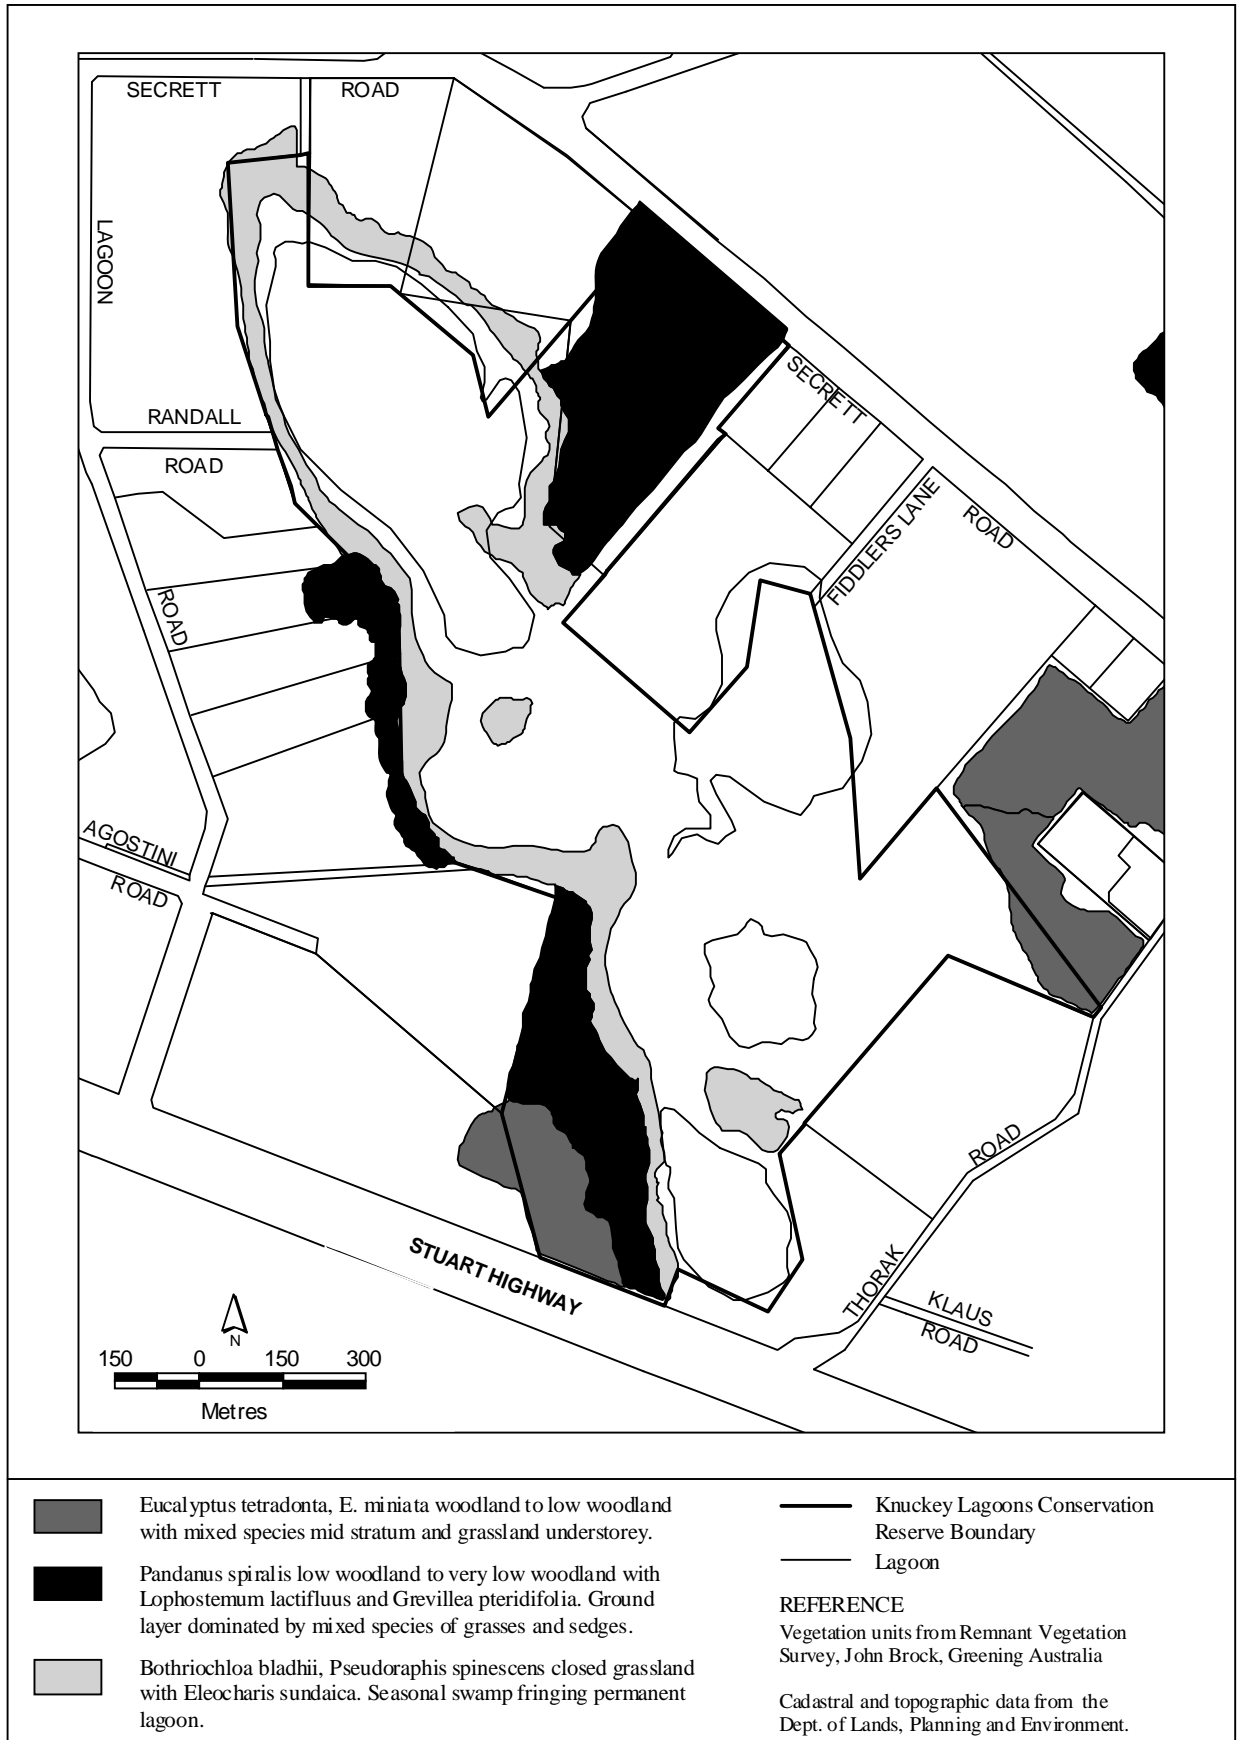 SECRETT ROAD
LAGOON
RANDALL
ROAD
SECRETT
ROAD
FIDDLERS LANE
ROAD
AGOSTINI
ROAD
ROAD
STUART HIGHWAY
THORAK
KLAUS
ROAD
N
150 0 150 300
Metres
Eucalyptus tetradonta, E. miniata woodland to low woodland
with mixed species mid stratum and grassland understorey.
Pandanus spiralis low woodland to very low woodland with
Lophostemum lactifluus and Grevillea pteridifolia. Ground
layer dominated by mixed species of grasses and sedges.
Bothriochloa bladhii, Pseudoraphis spinescens closed grassland
with Eleocharis sundaica. Seasonal swamp fringing permanent
lagoon.
Knuckey Lagoons Conservation
Reserve Boundary
Lagoon
REFERENCE
Vegetation units from Remnant Vegetation
Survey, John Brock, Greening Australia
Cadastral and topographic data from the
Dept. of Lands, Planning and Environment.